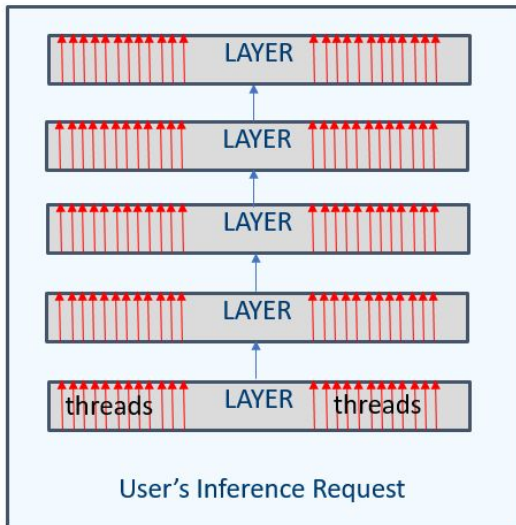 LAYER
LAYER
LAYER
LAYER
threads LAYER threads
User's Inference Request